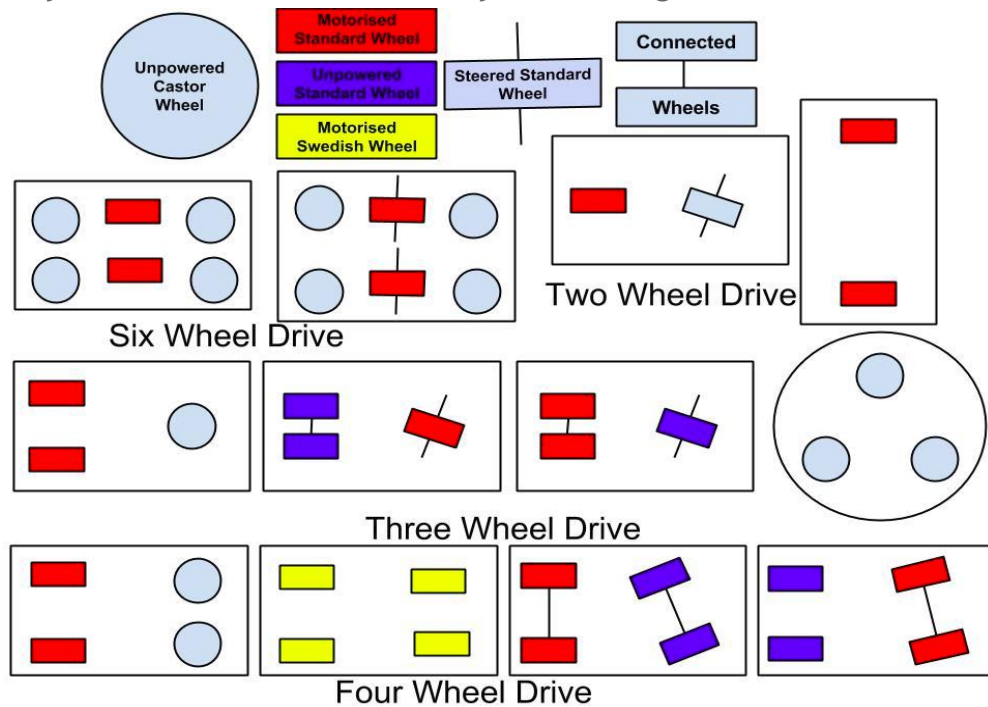 Unpowered
Castor
Wheel
Motorised
Standard Wheel
Unpowered
Standard Wheel
Motorised
Swedish Wheel
Steered Standard
Wheel
Connected
Wheels
Two Wheel Drive
Six Wheel Drive
Three Wheel Drive
Four Wheel Drive